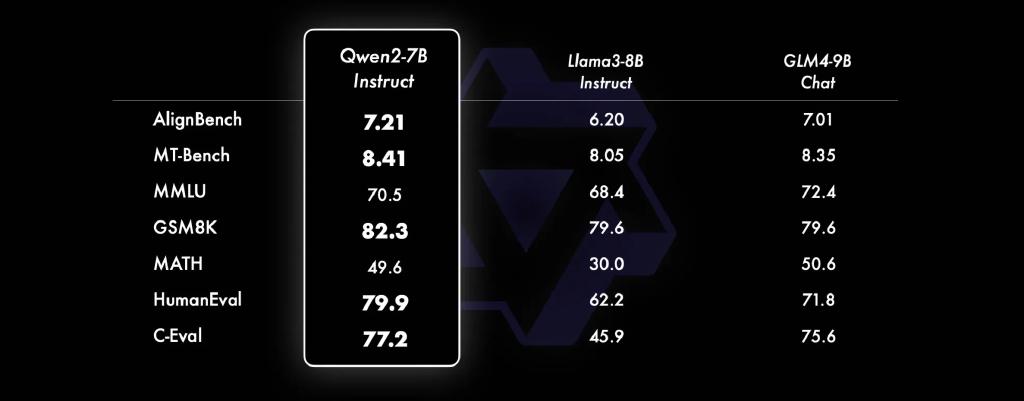 Qwen2-7B Instruct Llama3-8B Instruct GLM4-9B Chat
AlignBench 7.21 6.20 7.01
MT-Bench 8.41 8.05 8.35
MMLU 70.5 68.4 72.4
GSM8K 82.3 79.6 79.6
MATH 49.6 30.0 50.6
HumanEval 79.9 62.2 71.8
C-Eval 77.2 45.9 75.6